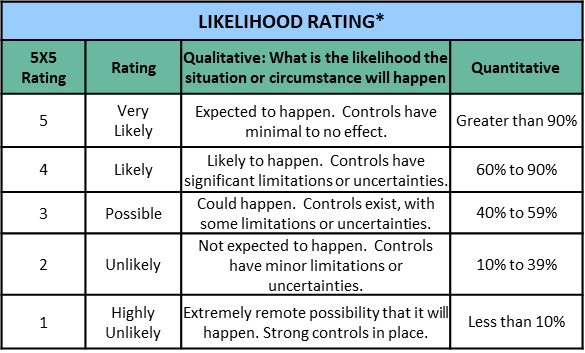 LIKELIHOOD RATING*
5X5
Rating
Rating
Qualitative: What is the likelihood the
situation or circumstance will happen
Quantitative
5
Very
Likely
Expected to happen. Controls have
minimal to no effect.
Greater than 90%
4
Likely
Likely to happen. Controls have
significant limitations or uncertainties.
60% to 90%
3
Possible
Could happen. Controls exist, with
some limitations or uncertainties.
40% to 59%
2
Unlikely
Not expected to happen. Controls
have minor limitations or
uncertainties.
10% to 39%
1
Highly
Unlikely
Extremely remote possibility that it will
happen. Strong controls in place.
Less than 10%